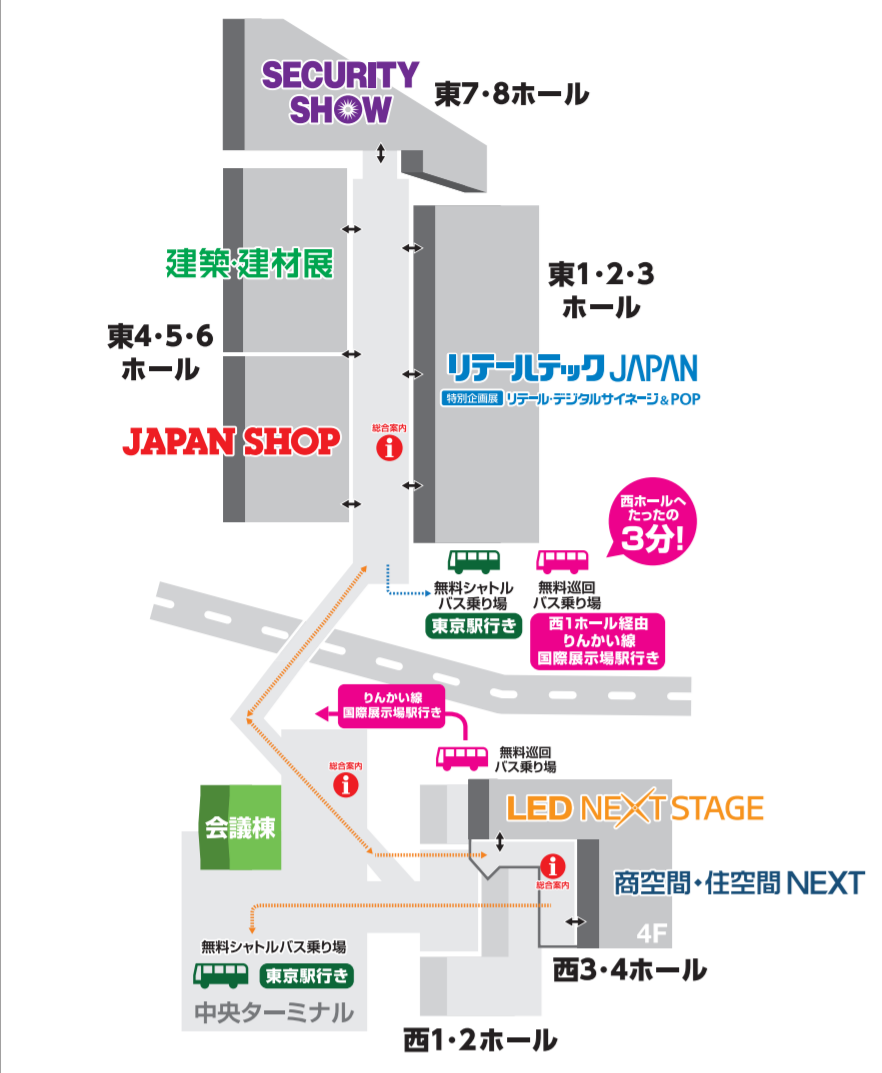 SECURITY
SHOW
東7・8ホール
建築・建材展
東1・2・3
ホール
東4・5・6
ホール
リテールテック JAPAN
特別企画展 リテール・デジタルサイネージ&POP
JAPAN SHOP
総合案内
i
西ホールへ
たったの
3分!
無料シャトル
バス乗り場
東京駅行き
無料巡回
バス乗り場
西1ホール経由
りんかい線
国際展示場駅行き
りんかい線
国際展示場駅行き
無料巡回
バス乗り場
総合案内
i
会議棟
LED NEXT STAGE
i
総合案内
商空間・住空間 NEXT
4F
無料シャトルバス乗り場
東京駅行き
中央ターミナル
西3・4ホール
西1・2ホール